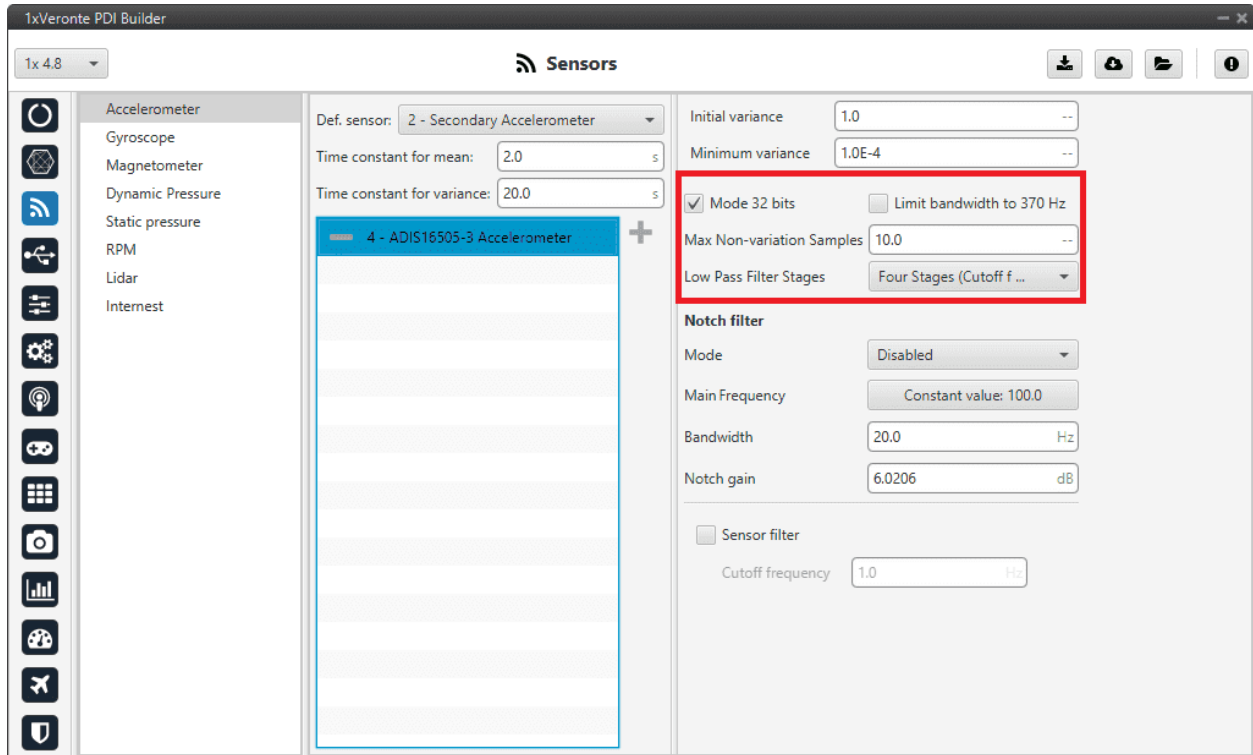 1xVeronte PDI Builder
1x 4.8
Sensors
Accelerometer
Gyroscope
Magnetometer
Dynamic Pressure
Static pressure
RPM
Lidar
Internest
Def. sensor: 2 - Secondary Accelerometer
Time constant for mean: 2.0 s
Time constant for variance: 20.0 s
4 - ADIS16505-3 Accelerometer
Initial variance 1.0 --
Minimum variance 1.0E-4 --
Mode 32 bits Limit bandwidth to 370 Hz
Max Non-variation Samples 10.0 --
Low Pass Filter Stages Four Stages (Cutoff f ...
Notch filter
Mode Disabled
Main Frequency Constant value: 100.0
Bandwidth 20.0 Hz
Notch gain 6.0206 dB
Sensor filter
Cutoff frequency 1.0 Hz